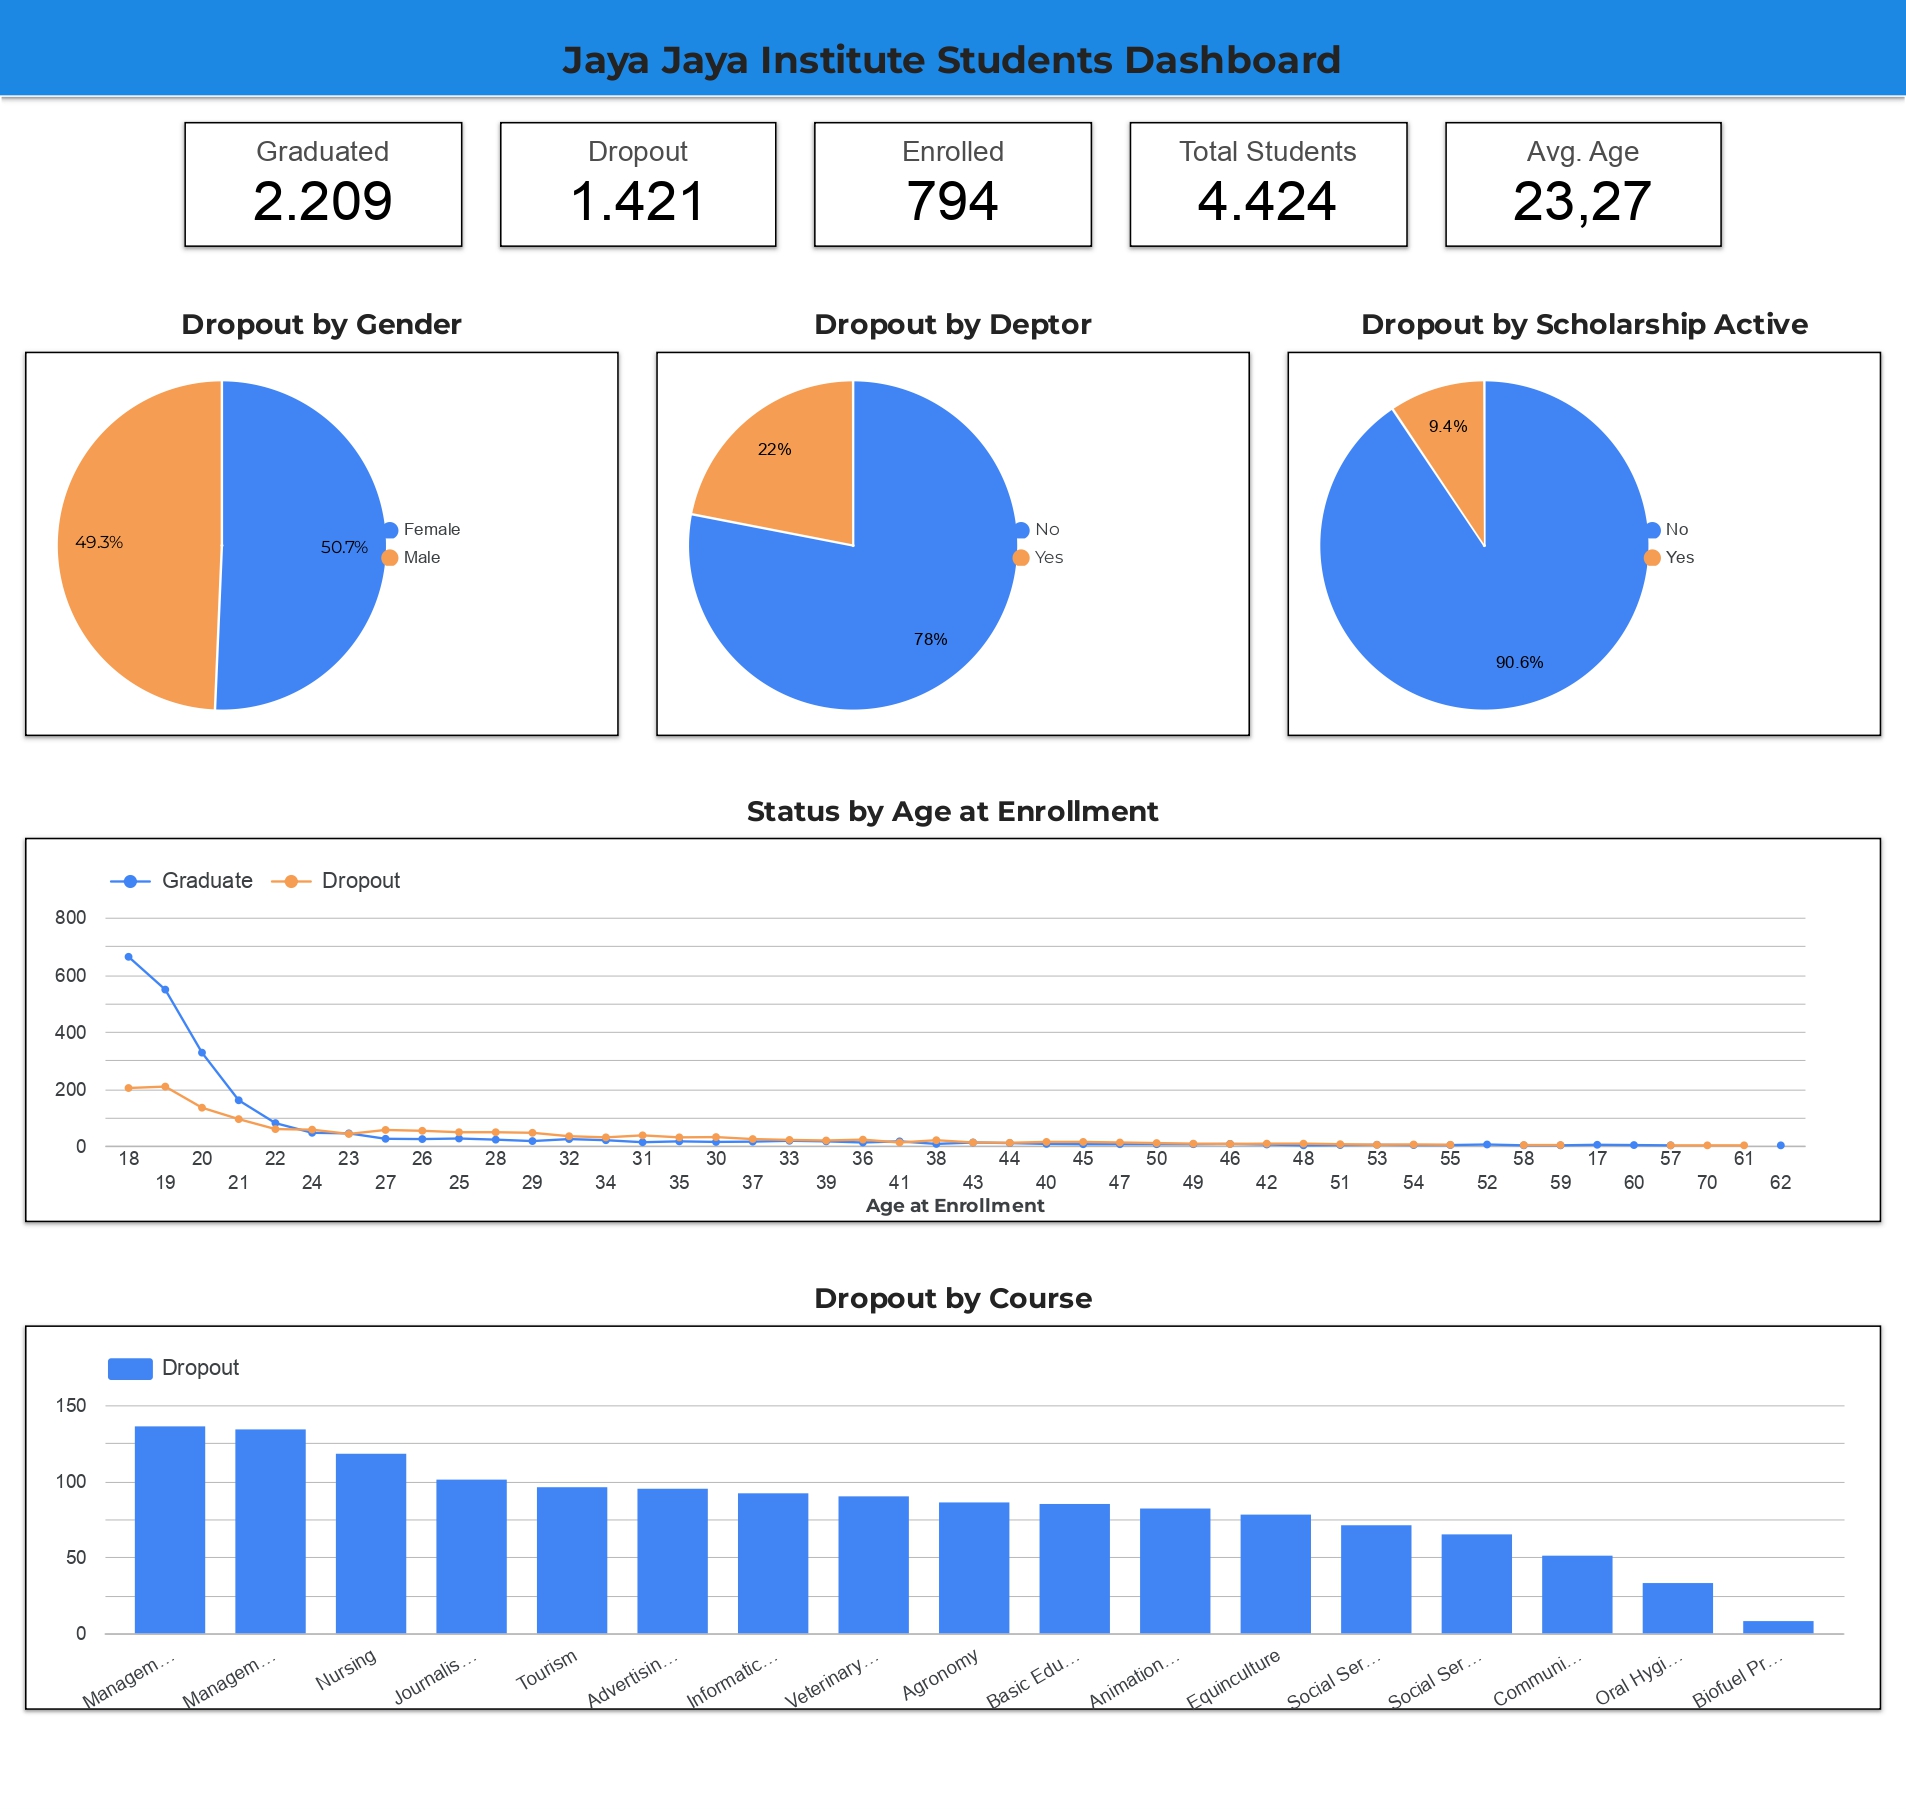 Jaya Jaya Institute Students Dashboard
Graduated
2.209
Dropout
1.421
Enrolled
794
Total Students
4.424
Avg. Age
23,27
Dropout by Gender
49.3%
50.7%
Female
Male
Dropout by Deptor
22%
78%
No
Yes
Dropout by Scholarship Active
9.4%
90.6%
No
Yes
Status by Age at Enrollment
Graduate Dropout
800
600
400
200
0
18 20 22 23 26 28 32 31 30 33 36 38 44 45 50 46 48 53 55 58 17 57 61
19 21 24 27 25 29 34 35 37 39 41 43 40 47 49 42 51 54 52 59 60 70 62
Age at Enrollment
Dropout by Course
Dropout
150
100
50
0
Managem...
Managem...
Nursing
Journalis...
Tourism
Advertisin...
Informatic...
Veterinary...
Agronomy
Basic Edu...
Animation...
Equinculture
Social Ser...
Social Ser...
Communi...
Oral Hygi...
Biofuel Pr...